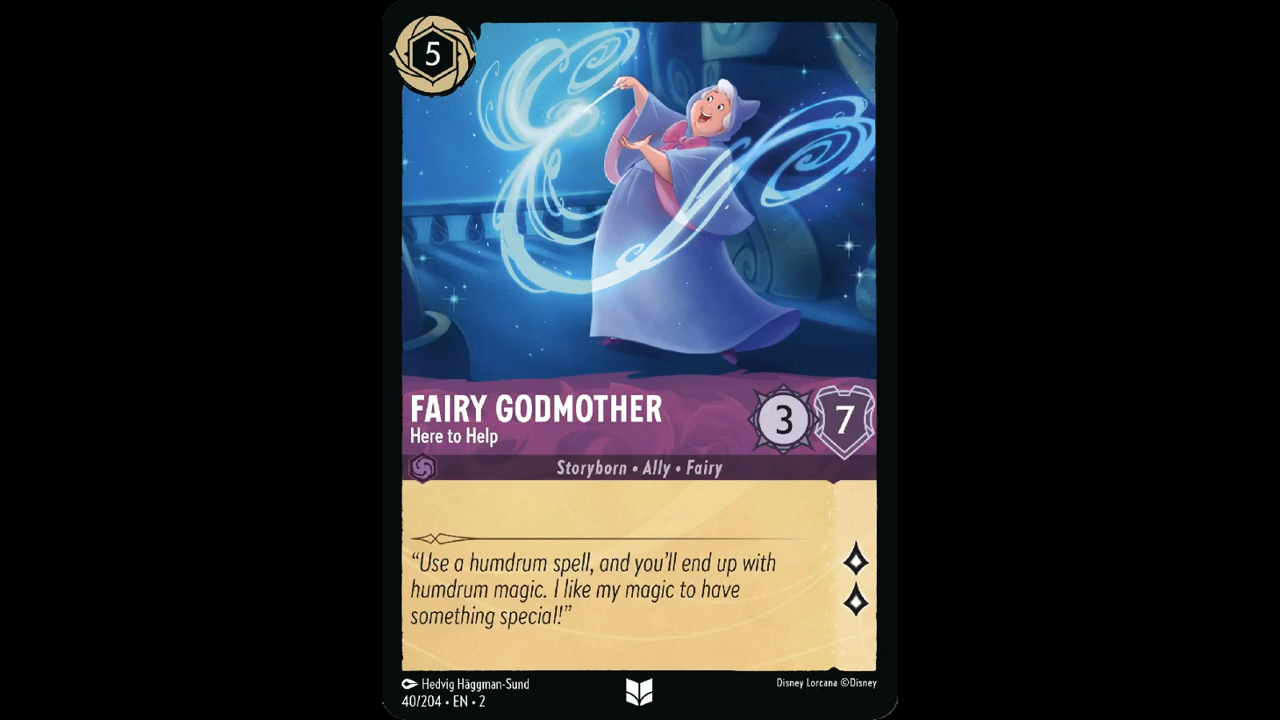 5
FAIRY GODMOTHER
Here to Help
3
7
Storyborn • Ally • Fairy
“Use a humdrum spell, and you’ll end up with
humdrum magic. I like my magic to have
something special!”
Hedvig Häggman-Sund
40/204 • EN • 2
Disney Lorcana ©Disney